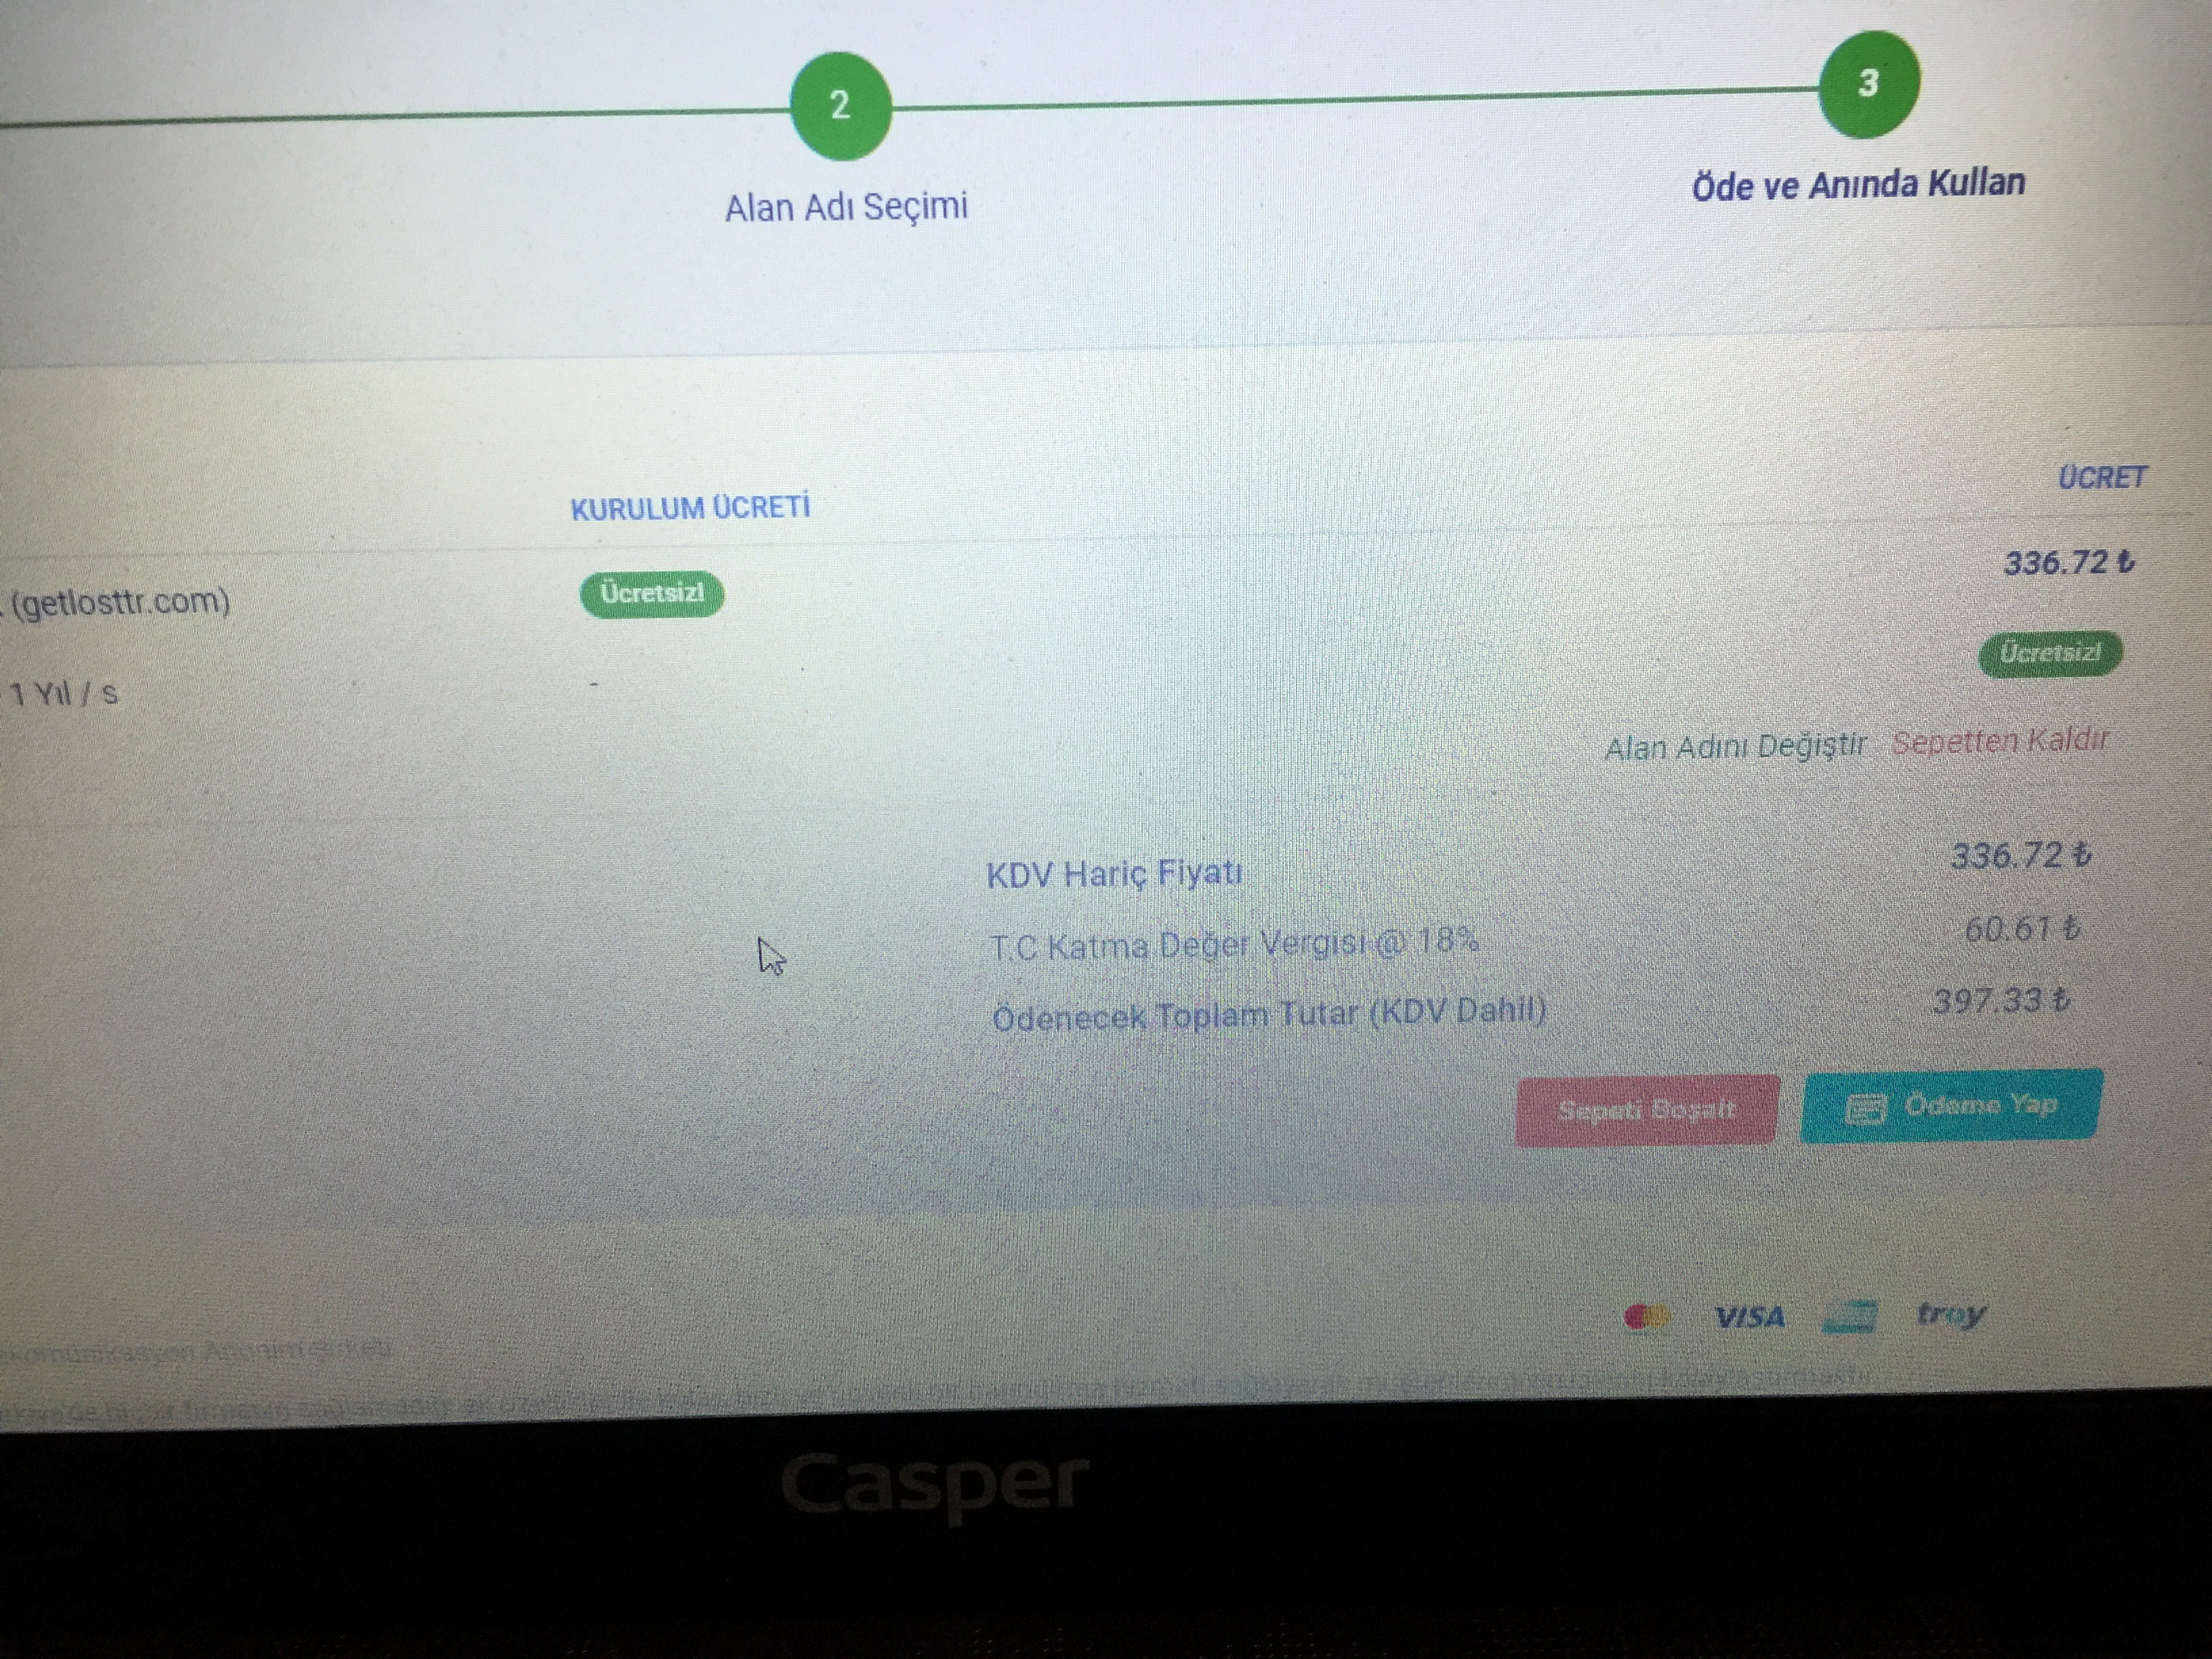 2
3
Alan Adı Seçimi
Öde ve Anında Kullan
KURULUM ÜCRETİ
ÜCRET
(getlosttr.com)
Ücretsiz!
336.72 ₺
1 Yıl / s
-
Ücretsiz!
Alan Adını Değiştir Sepetten Kaldır
KDV Hariç Fiyatı
336.72 ₺
T.C Katma Değer Vergisi @ 18%
60.61 ₺
Ödenecek Toplam Tutar (KDV Dahil)
397.33 ₺
Sepeti Boşalt
Ödeme Yap
VISA
troy
Anonim Şirketi
Casper